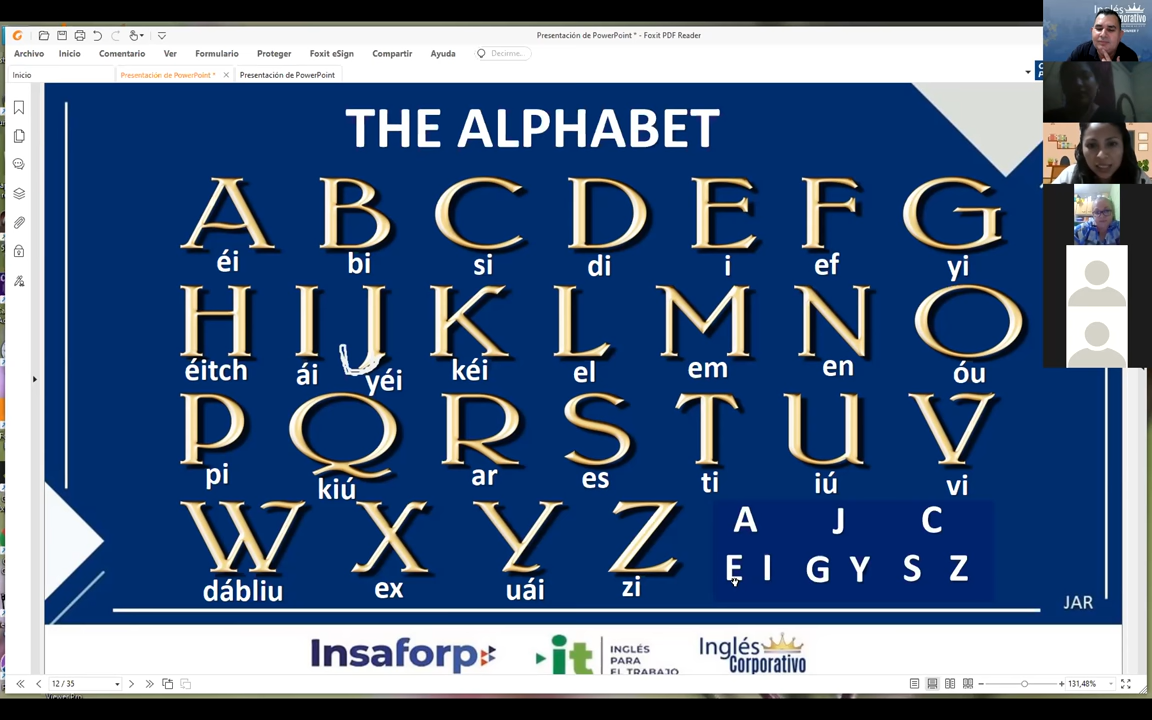 Presentación de PowerPoint * - Foxit PDF Reader
Archivo Inicio Comentario Ver Formulario Proteger Foxit eSign Compartir Ayuda Decirme..
Inicio Presentación de PowerPoint * Presentación de PowerPoint
Inglés
Corporativo
THE ALPHABET
A B C D E F G
éi bi si di i ef yi
H I J K L M N O
éitch ái yéi kéi el em en óu
P Q R S T U V
pi kiú ar es ti iú vi
W X Y Z
dábliu ex uái zi
A J C
E I G Y S Z
JAR
Insaforp
it INGLÉS
PARA
EL TRABAJO
Inglés
Corporativo
12 / 35
131,48%